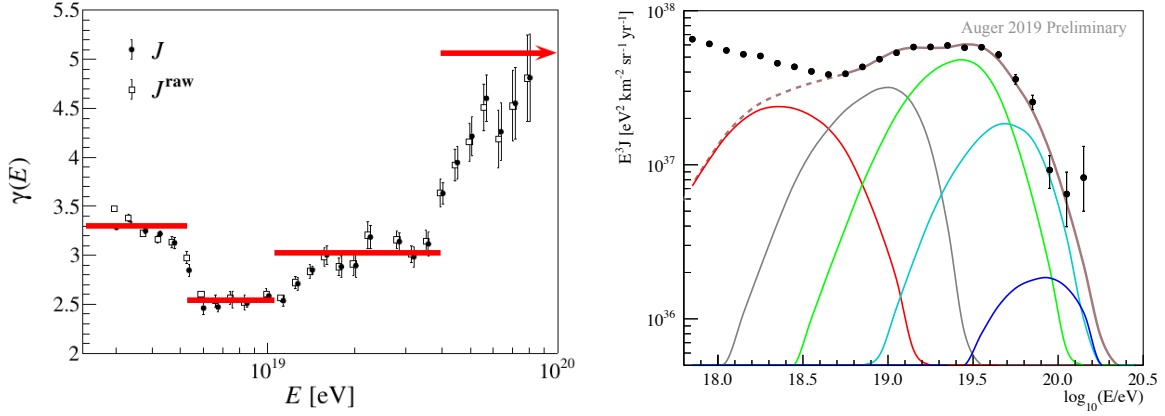 γ(E)
5.5
5
4.5
4
3.5
3
2.5
2
J
J^raw
10^19
10^20
E [eV]
E^3J [eV^2 km^-2 sr^-1 yr^-1]
10^38
10^37
10^36
Auger 2019 Preliminary
18.0
18.5
19.0
19.5
20.0
20.5
log_10(E/eV)